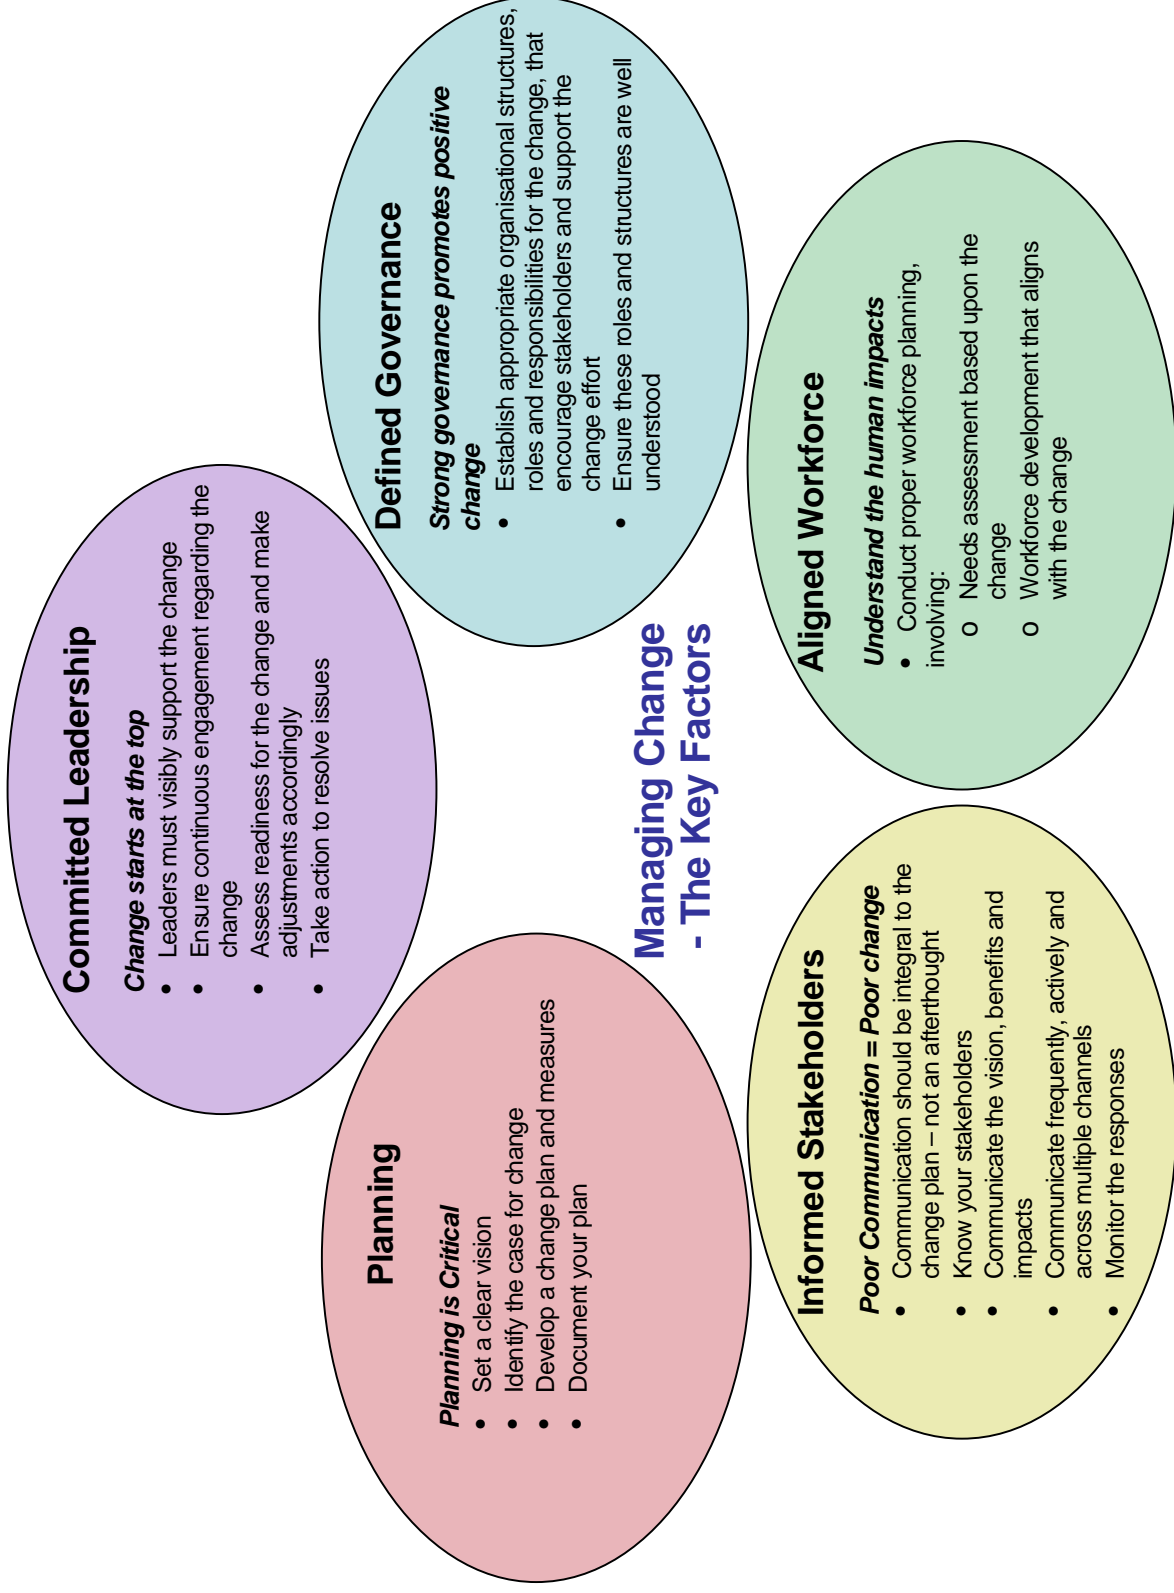 Committed Leadership
Change starts at the top
• Leaders must visibly support the change
• Ensure continuous engagement regarding the
change
• Assess readiness for the change and make
adjustments accordingly
• Take action to resolve issues
Planning
Planning is Critical
• Set a clear vision
• Identify the case for change
• Develop a change plan and measures
• Document your plan
Defined Governance
Strong governance promotes positive
change
• Establish appropriate organisational structures,
roles and responsibilities for the change, that
encourage stakeholders and support the
change effort
• Ensure these roles and structures are well
understood
Managing Change
- The Key Factors
Informed Stakeholders
Poor Communication = Poor change
• Communication should be integral to the
change plan – not an afterthought
• Know your stakeholders
• Communicate the vision, benefits and
impacts
• Communicate frequently, actively and
across multiple channels
• Monitor the responses
Aligned Workforce
Understand the human impacts
• Conduct proper workforce planning,
involving:
o Needs assessment based upon the
change
o Workforce development that aligns
with the change